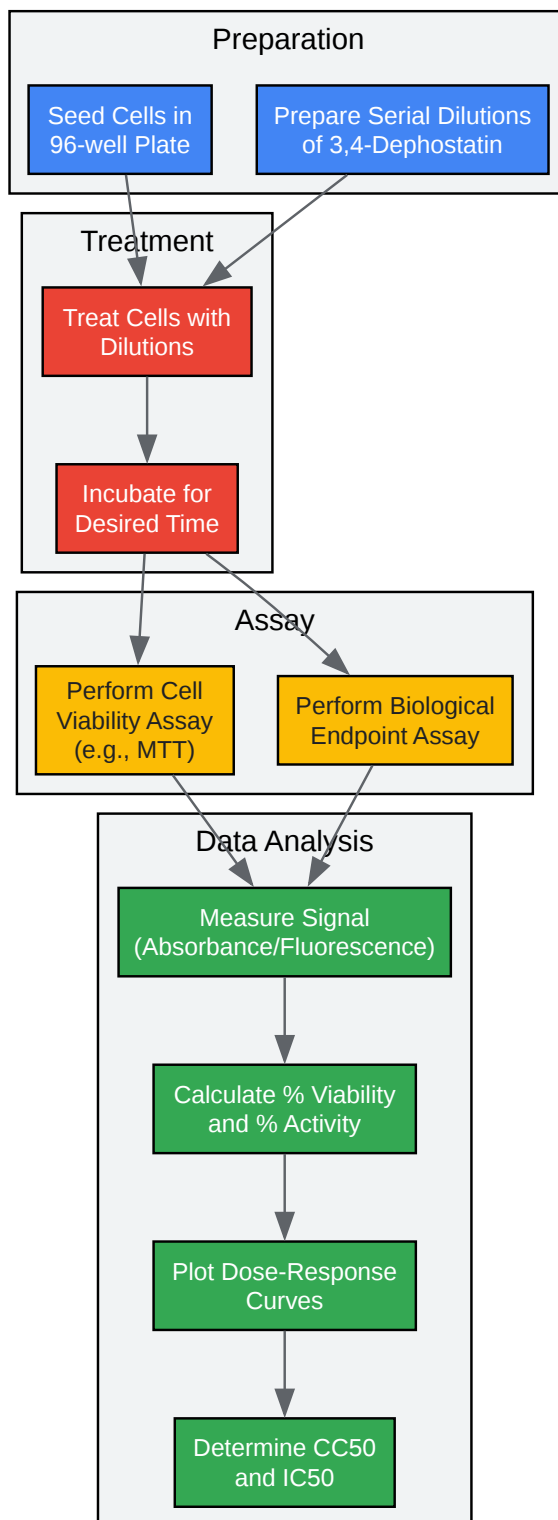 Preparation
Seed Cells in
96-well Plate
Prepare Serial Dilutions
of 3,4-Dephostatin
Treatment
Treat Cells with
Dilutions
Incubate for
Desired Time
Assay
Perform Cell
Viability Assay
(e.g., MTT)
Perform Biological
Endpoint Assay
Data Analysis
Measure Signal
(Absorbance/Fluorescence)
Calculate % Viability
and % Activity
Plot Dose-Response
Curves
Determine CC50
and IC50